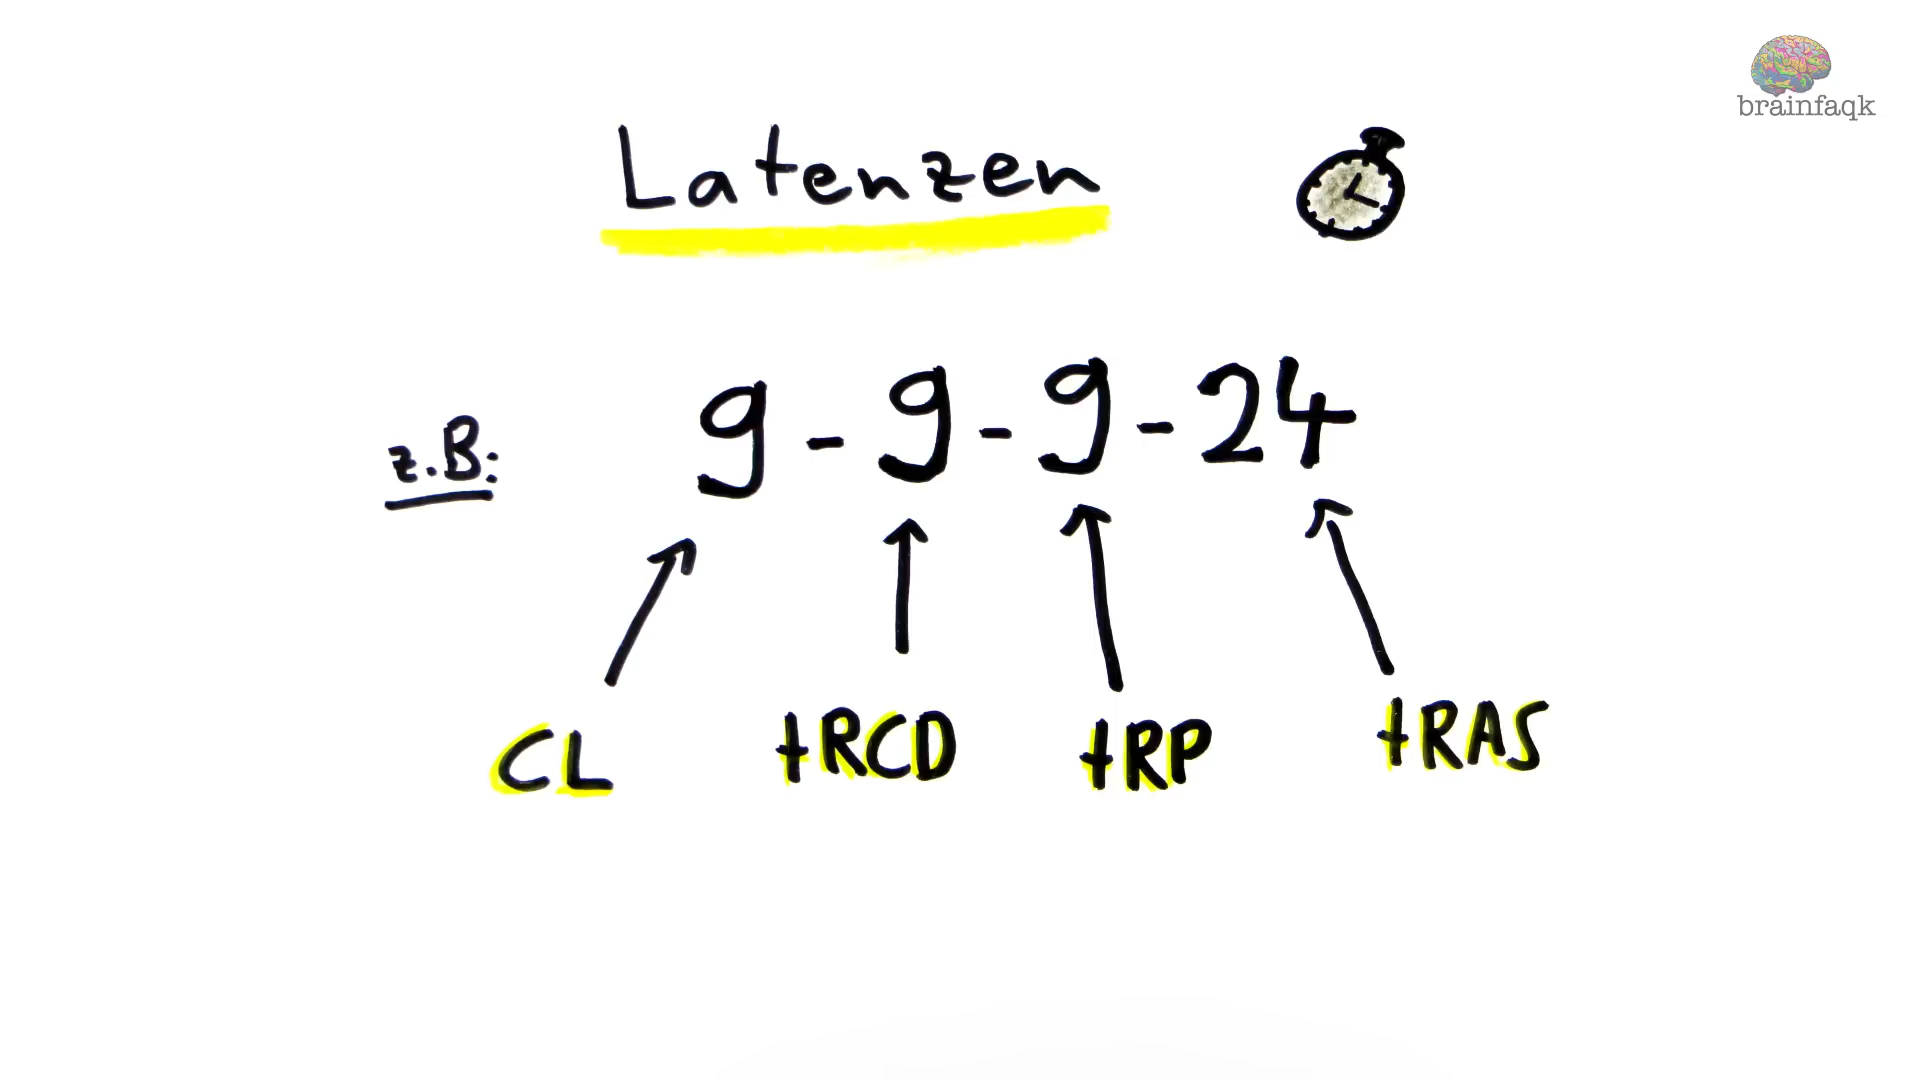 brainfaqk
Latenzen
z.B: 9 - 9 - 9 - 24
CL tRCD tRP tRAS